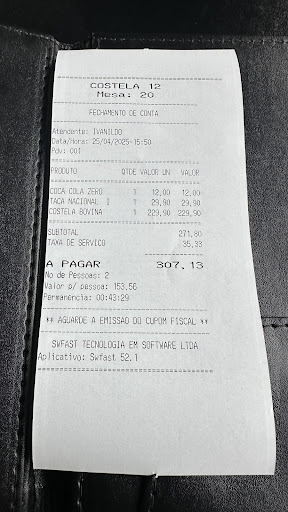 COSTELA 12
Mesa: 20
FECHAMENTO DE CONTA
Atendente: IVANILDO
Data/Hora: 25/04/2025-15:50
Pdv: 001
PRODUTO QTDE VALOR UN VALOR
COCA COLA ZERO 1 12,00 12,00
TACA NACIONAL I 1 29,90 29,90
COSTELA BOVINA 1 229,90 229,90
SUBTOTAL 271,80
TAXA DE SERVICO 35,33
A PAGAR 307,13
No de Pessoas: 2
Valor p/ pessoa: 153,56
Permanencia: 00:43:29
** AGUARDE A EMISSAO DO CUPOM FISCAL **
SWFAST TECNOLOGIA EM SOFTWARE LTDA
Aplicativo: Swfast 52.1